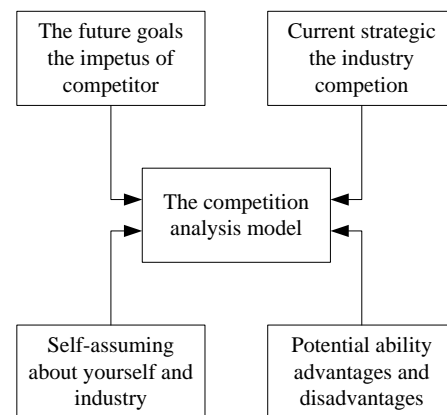 The future goals
the impetus of
competitor
Current strategic
the industry
competion
The competition
analysis model
Self-assuming
about yourself and
industry
Potential ability
advantages and
disadvantages